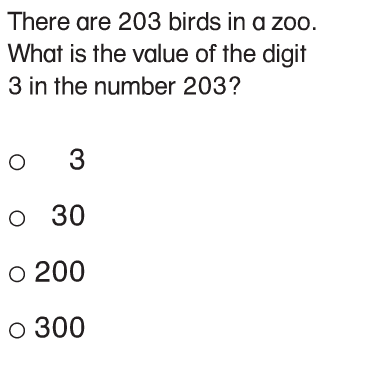 There are 203 birds in a zoo.
What is the value of the digit
3 in the number 203?
3
30
200
300